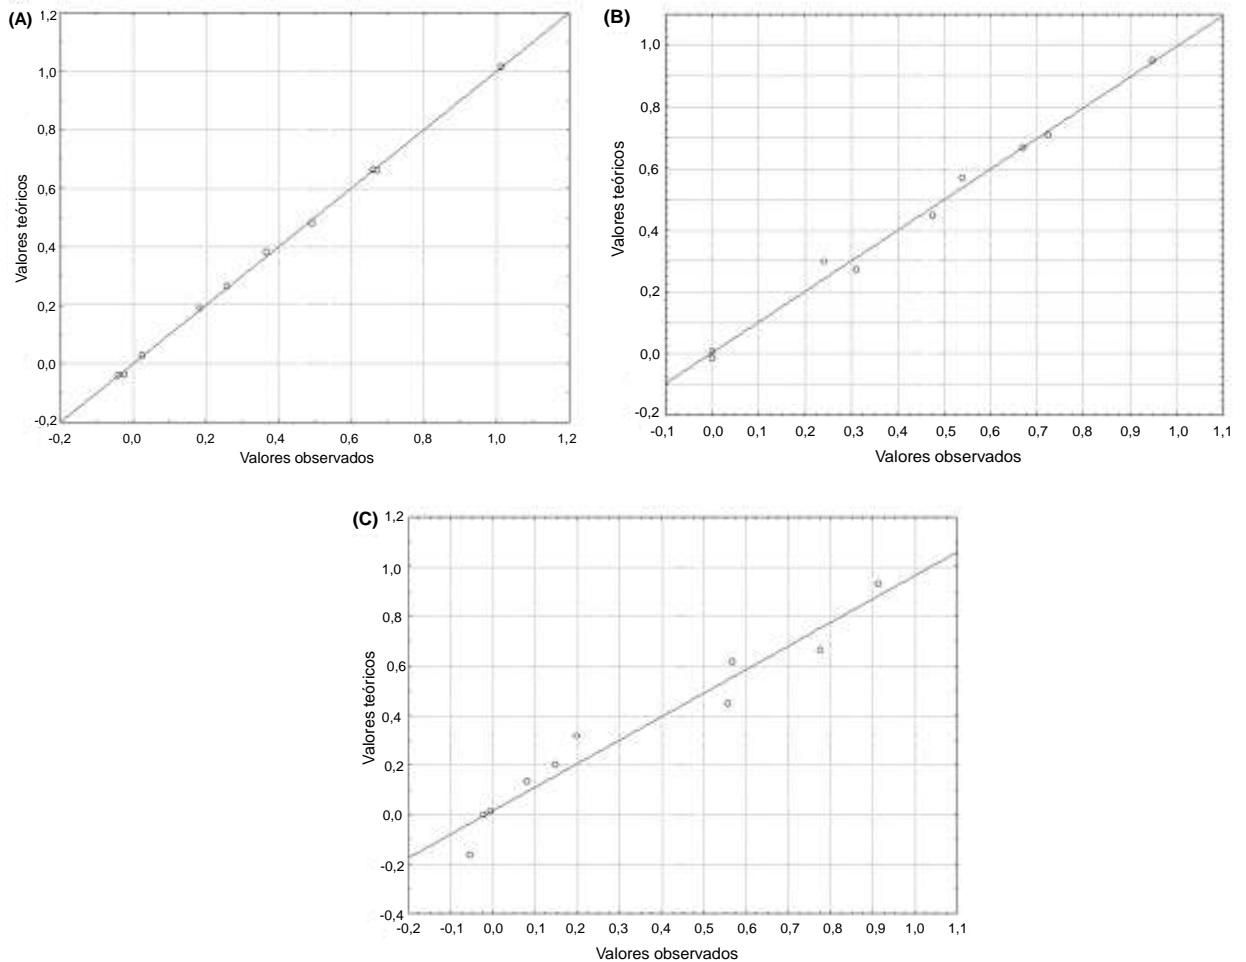 (A)
1,2
1,0
0,8
0,6
0,4
0,2
0,0
-0,2
Valores teóricos
-0,2 0,0 0,2 0,4 0,6 0,8 1,0 1,2
Valores observados
(B)
1,0
0,8
0,6
0,4
0,2
0,0
-0,2
Valores teóricos
-0,1 0,0 0,1 0,2 0,3 0,4 0,5 0,6 0,7 0,8 0,9 1,0 1,1
Valores observados
(C)
1,2
1,0
0,8
0,6
0,4
0,2
0,0
-0,2
-0,4
Valores teóricos
-0,2 -0,1 0,0 0,1 0,2 0,3 0,4 0,5 0,6 0,7 0,8 0,9 1,0 1,1
Valores observados